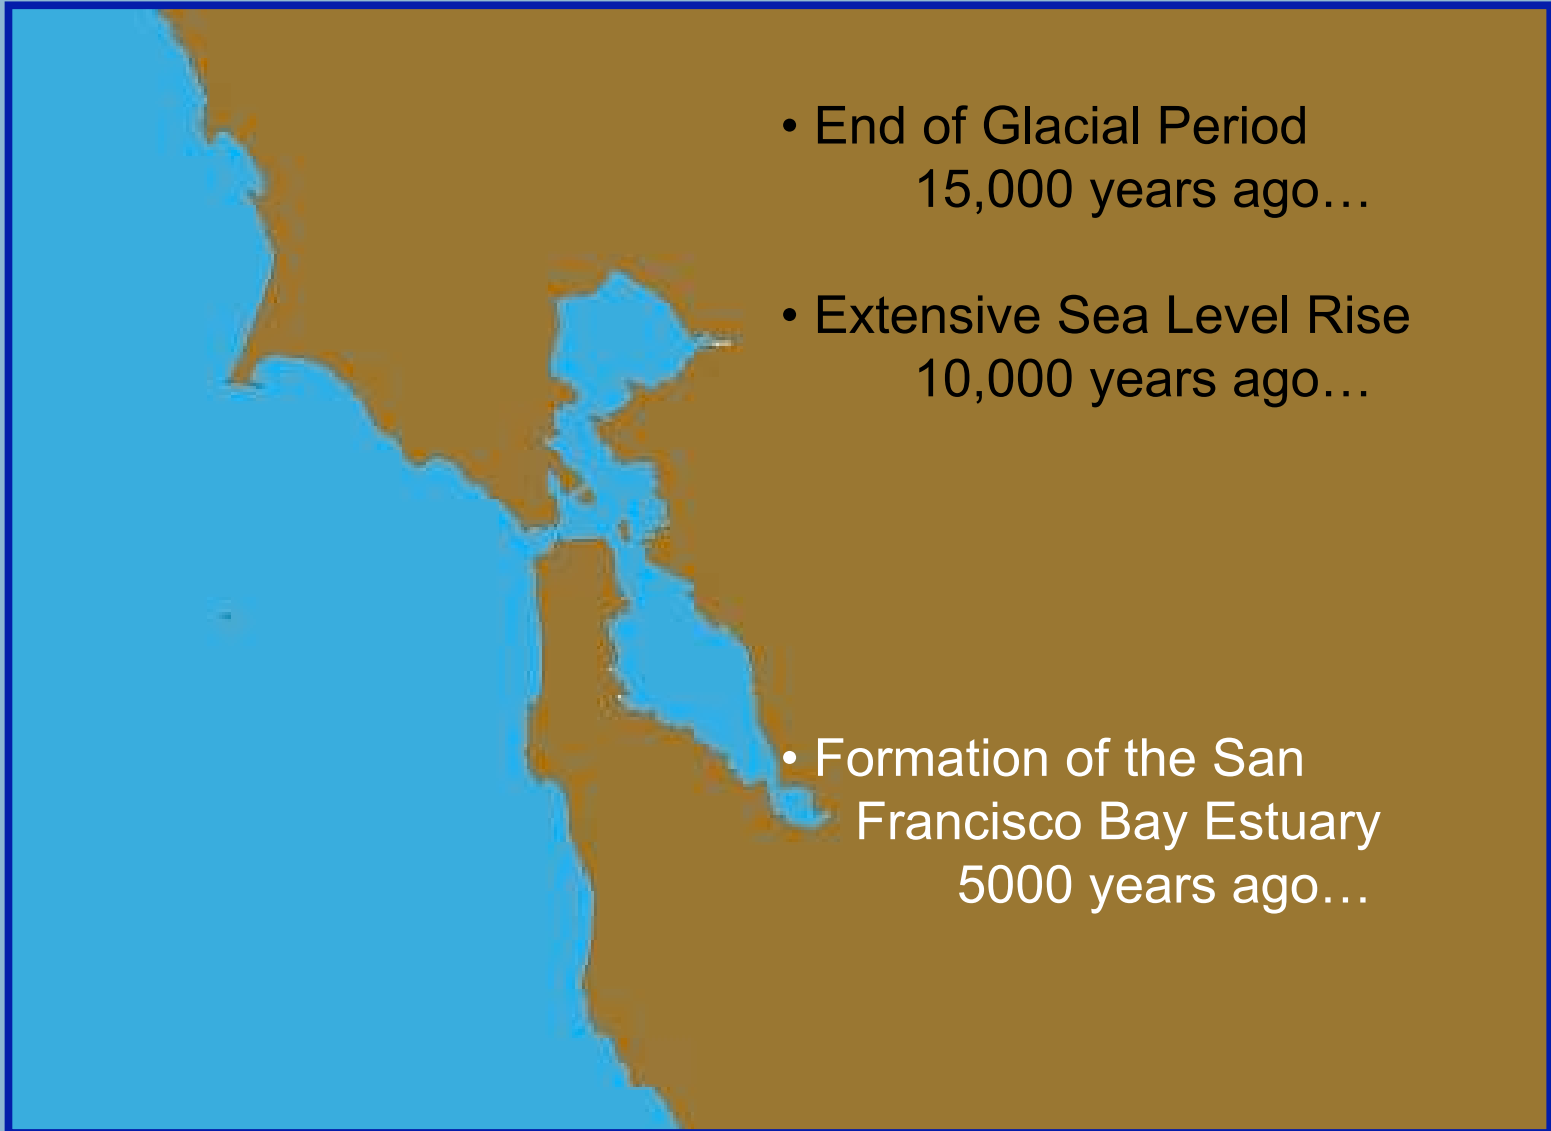 • End of Glacial Period
15,000 years ago…
• Extensive Sea Level Rise
10,000 years ago…
• Formation of the San
Francisco Bay Estuary
5000 years ago…